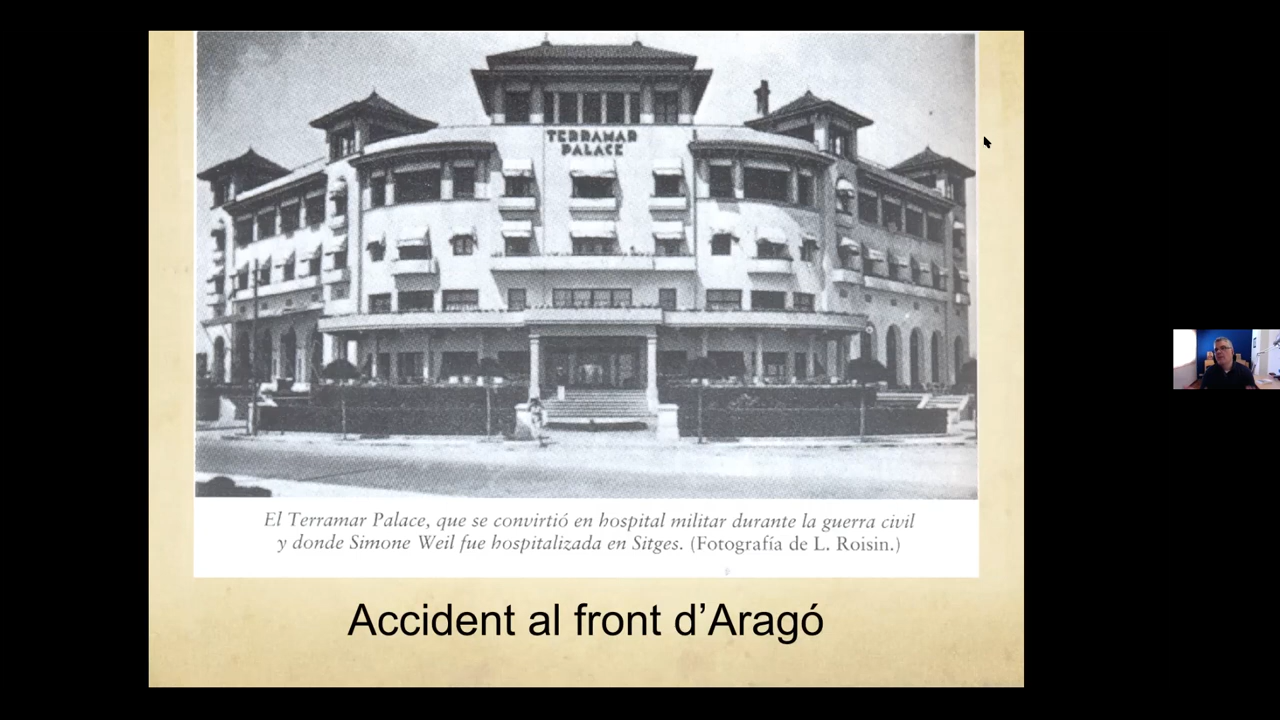 TERRAMAR
PALACE
El Terramar Palace, que se convirtió en hospital militar durante la guerra civil
y donde Simone Weil fue hospitalizada en Sitges. (Fotografía de L. Roisin.)
Accident al front d’Aragó